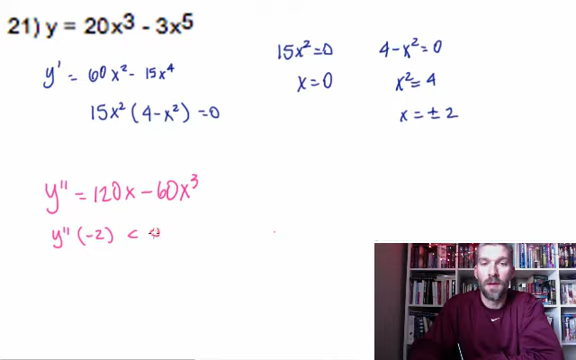 21) y = 20x³ - 3x⁵
y' = 60x² - 15x⁴
15x² (4-x²) = 0
15x² = 0
x = 0
4-x² = 0
x² = 4
x = ± 2
y" = 120x - 60x³
y" (-2) <